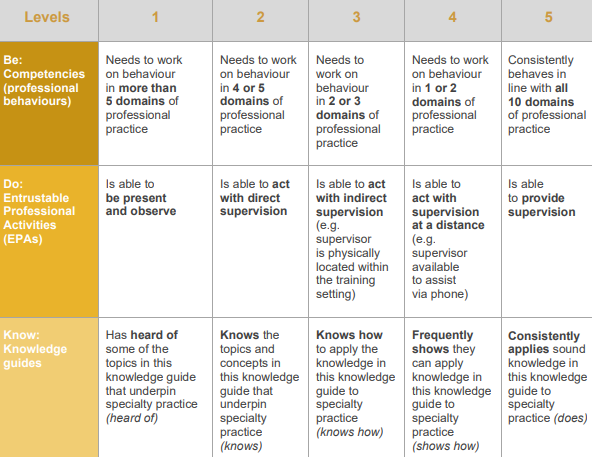 Levels
1
2
3
4
5
Be:
Competencies
(professional
behaviours)
Needs to work
on behaviour
in more than
5 domains of
professional
practice
Needs to work
on behaviour
in 4 or 5
domains of
professional
practice
Needs to
work on
behaviour
in 2 or 3
domains of
professional
practice
Needs to work
on behaviour
in 1 or 2
domains of
professional
practice
Consistently
behaves in
line with all
10 domains
of professional
practice
Do:
Entrustable
Professional
Activities
(EPAs)
Is able to
be present
and observe
Is able to act
with direct
supervision
Is able to act
with indirect
supervision
(e.g.
supervisor
is physically
located within
the training
setting)
Is able to
act with
supervision
at a distance
(e.g.
supervisor
available
to assist
via phone)
Is able
to provide
supervision
Know:
Knowledge
guides
Has heard of
some of the
topics in this
knowledge guide
that underpin
specialty practice
(heard of)
Knows the
topics and
concepts in
this knowledge
guide that
underpin
specialty
practice
(knows)
Knows how
to apply the
knowledge in
this knowledge
guide to
specialty
practice
(knows how)
Frequently
shows they
can apply
knowledge in
this knowledge
guide to
specialty
practice
(shows how)
Consistently
applies sound
knowledge in
this knowledge
guide to
specialty
practice (does)